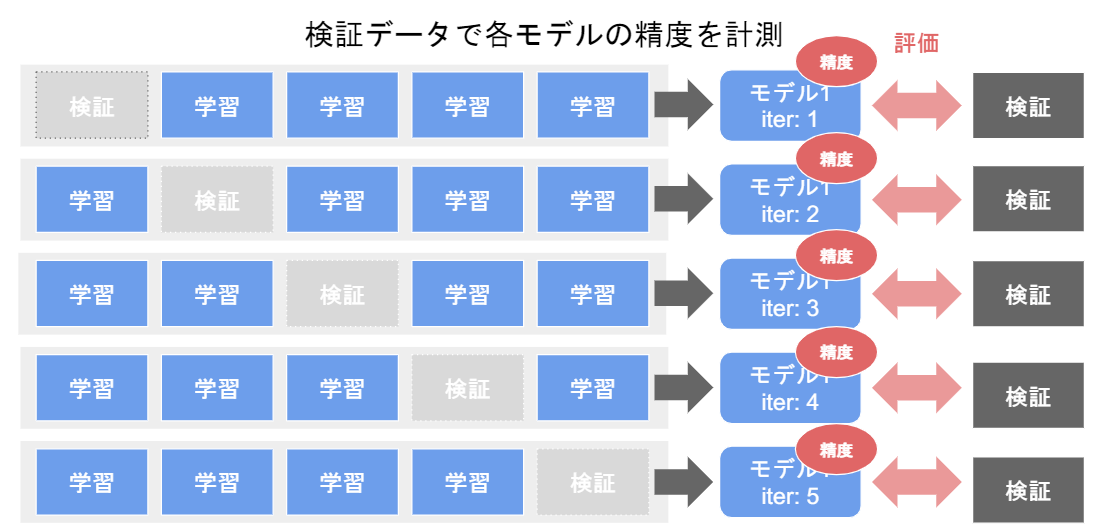 検証データで各モデルの精度を計測
評価
検証 学習 学習 学習 学習
精度
モデル1
iter: 1
検証
学習 検証 学習 学習 学習
精度
モデル1
iter: 2
検証
学習 学習 検証 学習 学習
精度
モデル1
iter: 3
検証
学習 学習 学習 検証 学習
精度
モデル1
iter: 4
検証
学習 学習 学習 学習 検証
精度
モデル1
iter: 5
検証